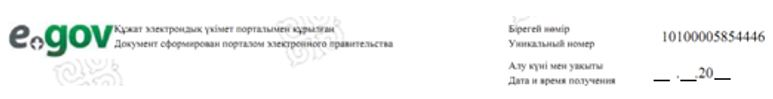 e.gov
Құжат электрондық үкімет порталымен құрылған
Документ сформирован порталом электронного правительства
Бірегей нөмір
Уникальный номер
10100005854446
Алу күні мен уақыты
Дата и время получения
__ .__.20__